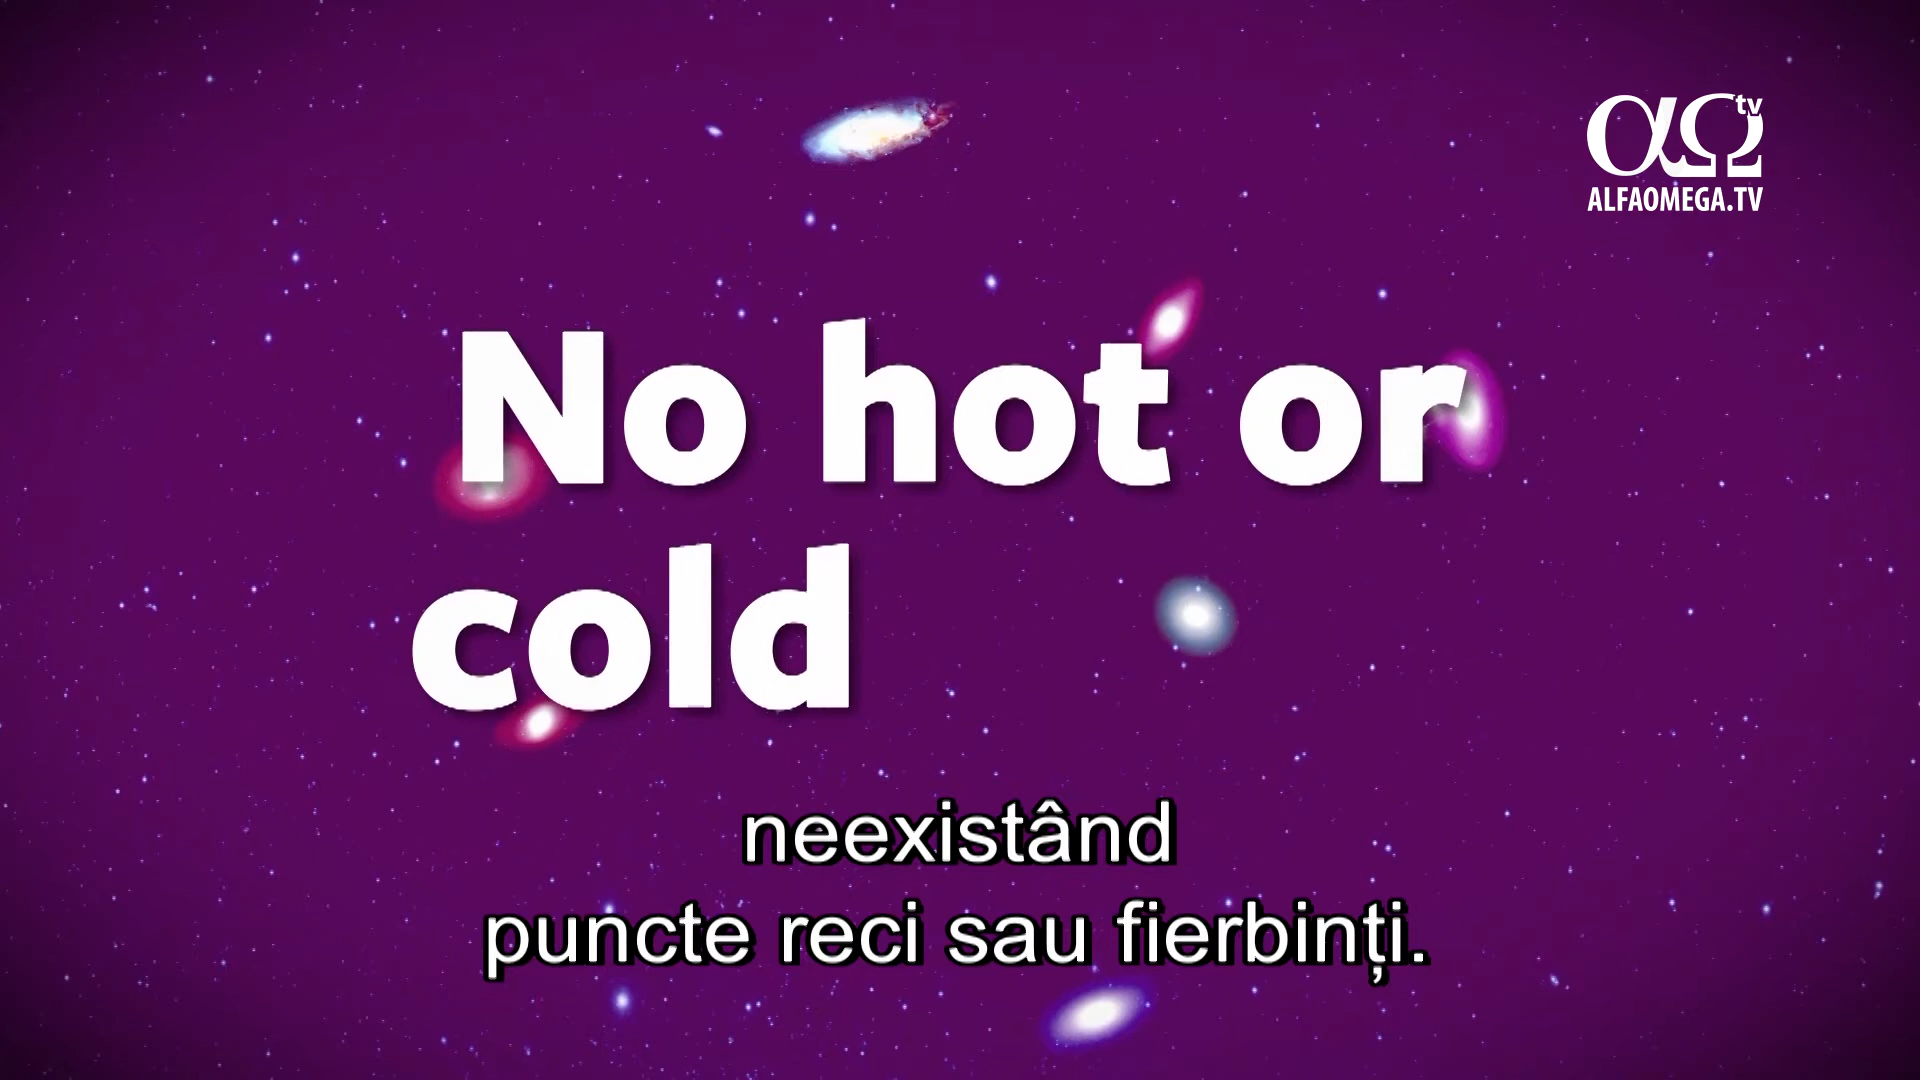 αΩ tv
ALFAOMEGA.TV
No hot or
cold
neexistând
puncte reci sau fierbinți.